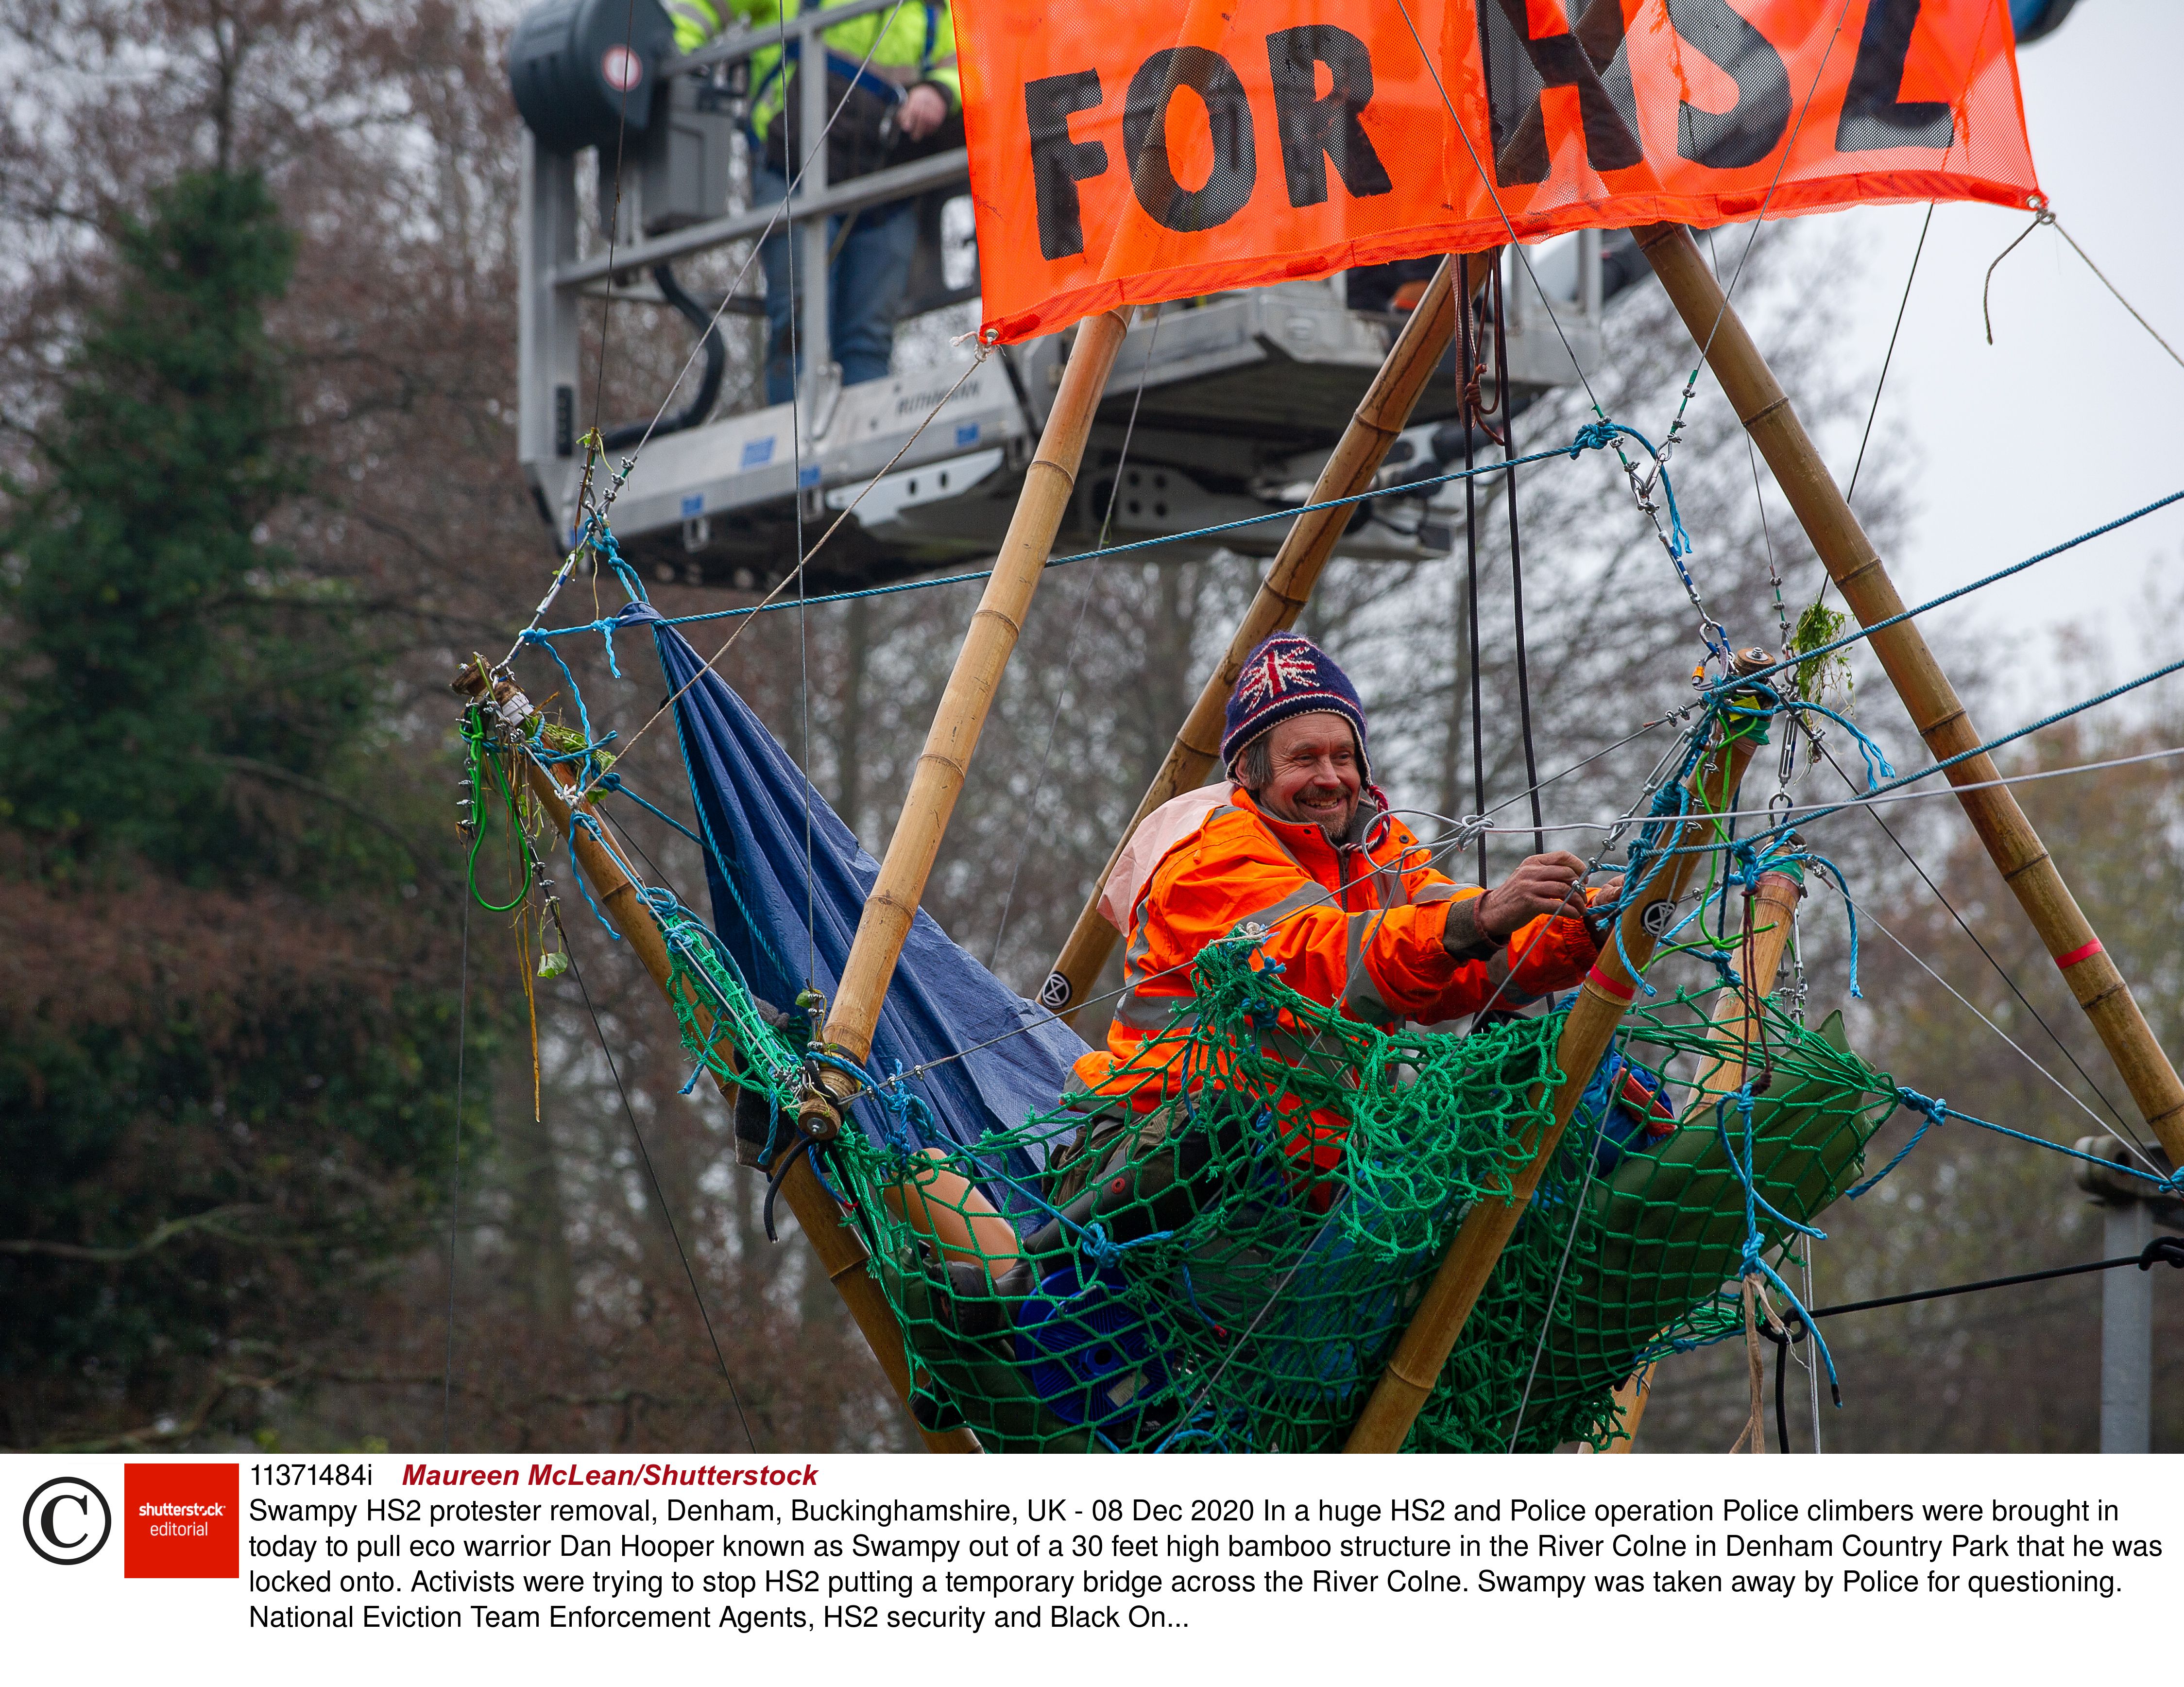 FOR HS2
RUTHMANN
11371484i Maureen McLean/Shutterstock
©
shutterstock
editorial
Swampy HS2 protester removal, Denham, Buckinghamshire, UK - 08 Dec 2020 In a huge HS2 and Police operation Police climbers were brought in
today to pull eco warrior Dan Hooper known as Swampy out of a 30 feet high bamboo structure in the River Colne in Denham Country Park that he was
locked onto. Activists were trying to stop HS2 putting a temporary bridge across the River Colne. Swampy was taken away by Police for questioning.
National Eviction Team Enforcement Agents, HS2 security and Black On...